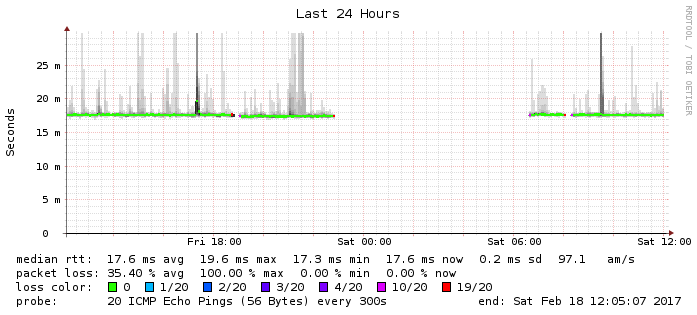 Last 24 Hours
RRDTOOL / TOBI OETIKER
Seconds
25 m
20 m
15 m
10 m
5 m
0
Fri 18:00 Sat 00:00 Sat 06:00 Sat 12:00
median rtt: 17.6 ms avg 19.6 ms max 17.3 ms min 17.6 ms now 0.2 ms sd 97.1 am/s
packet loss: 35.40 % avg 100.00 % max 0.00 % min 0.00 % now
loss color: 0 1/20 2/20 3/20 4/20 10/20 19/20
probe: 20 ICMP Echo Pings (56 Bytes) every 300s end: Sat Feb 18 12:05:07 2017